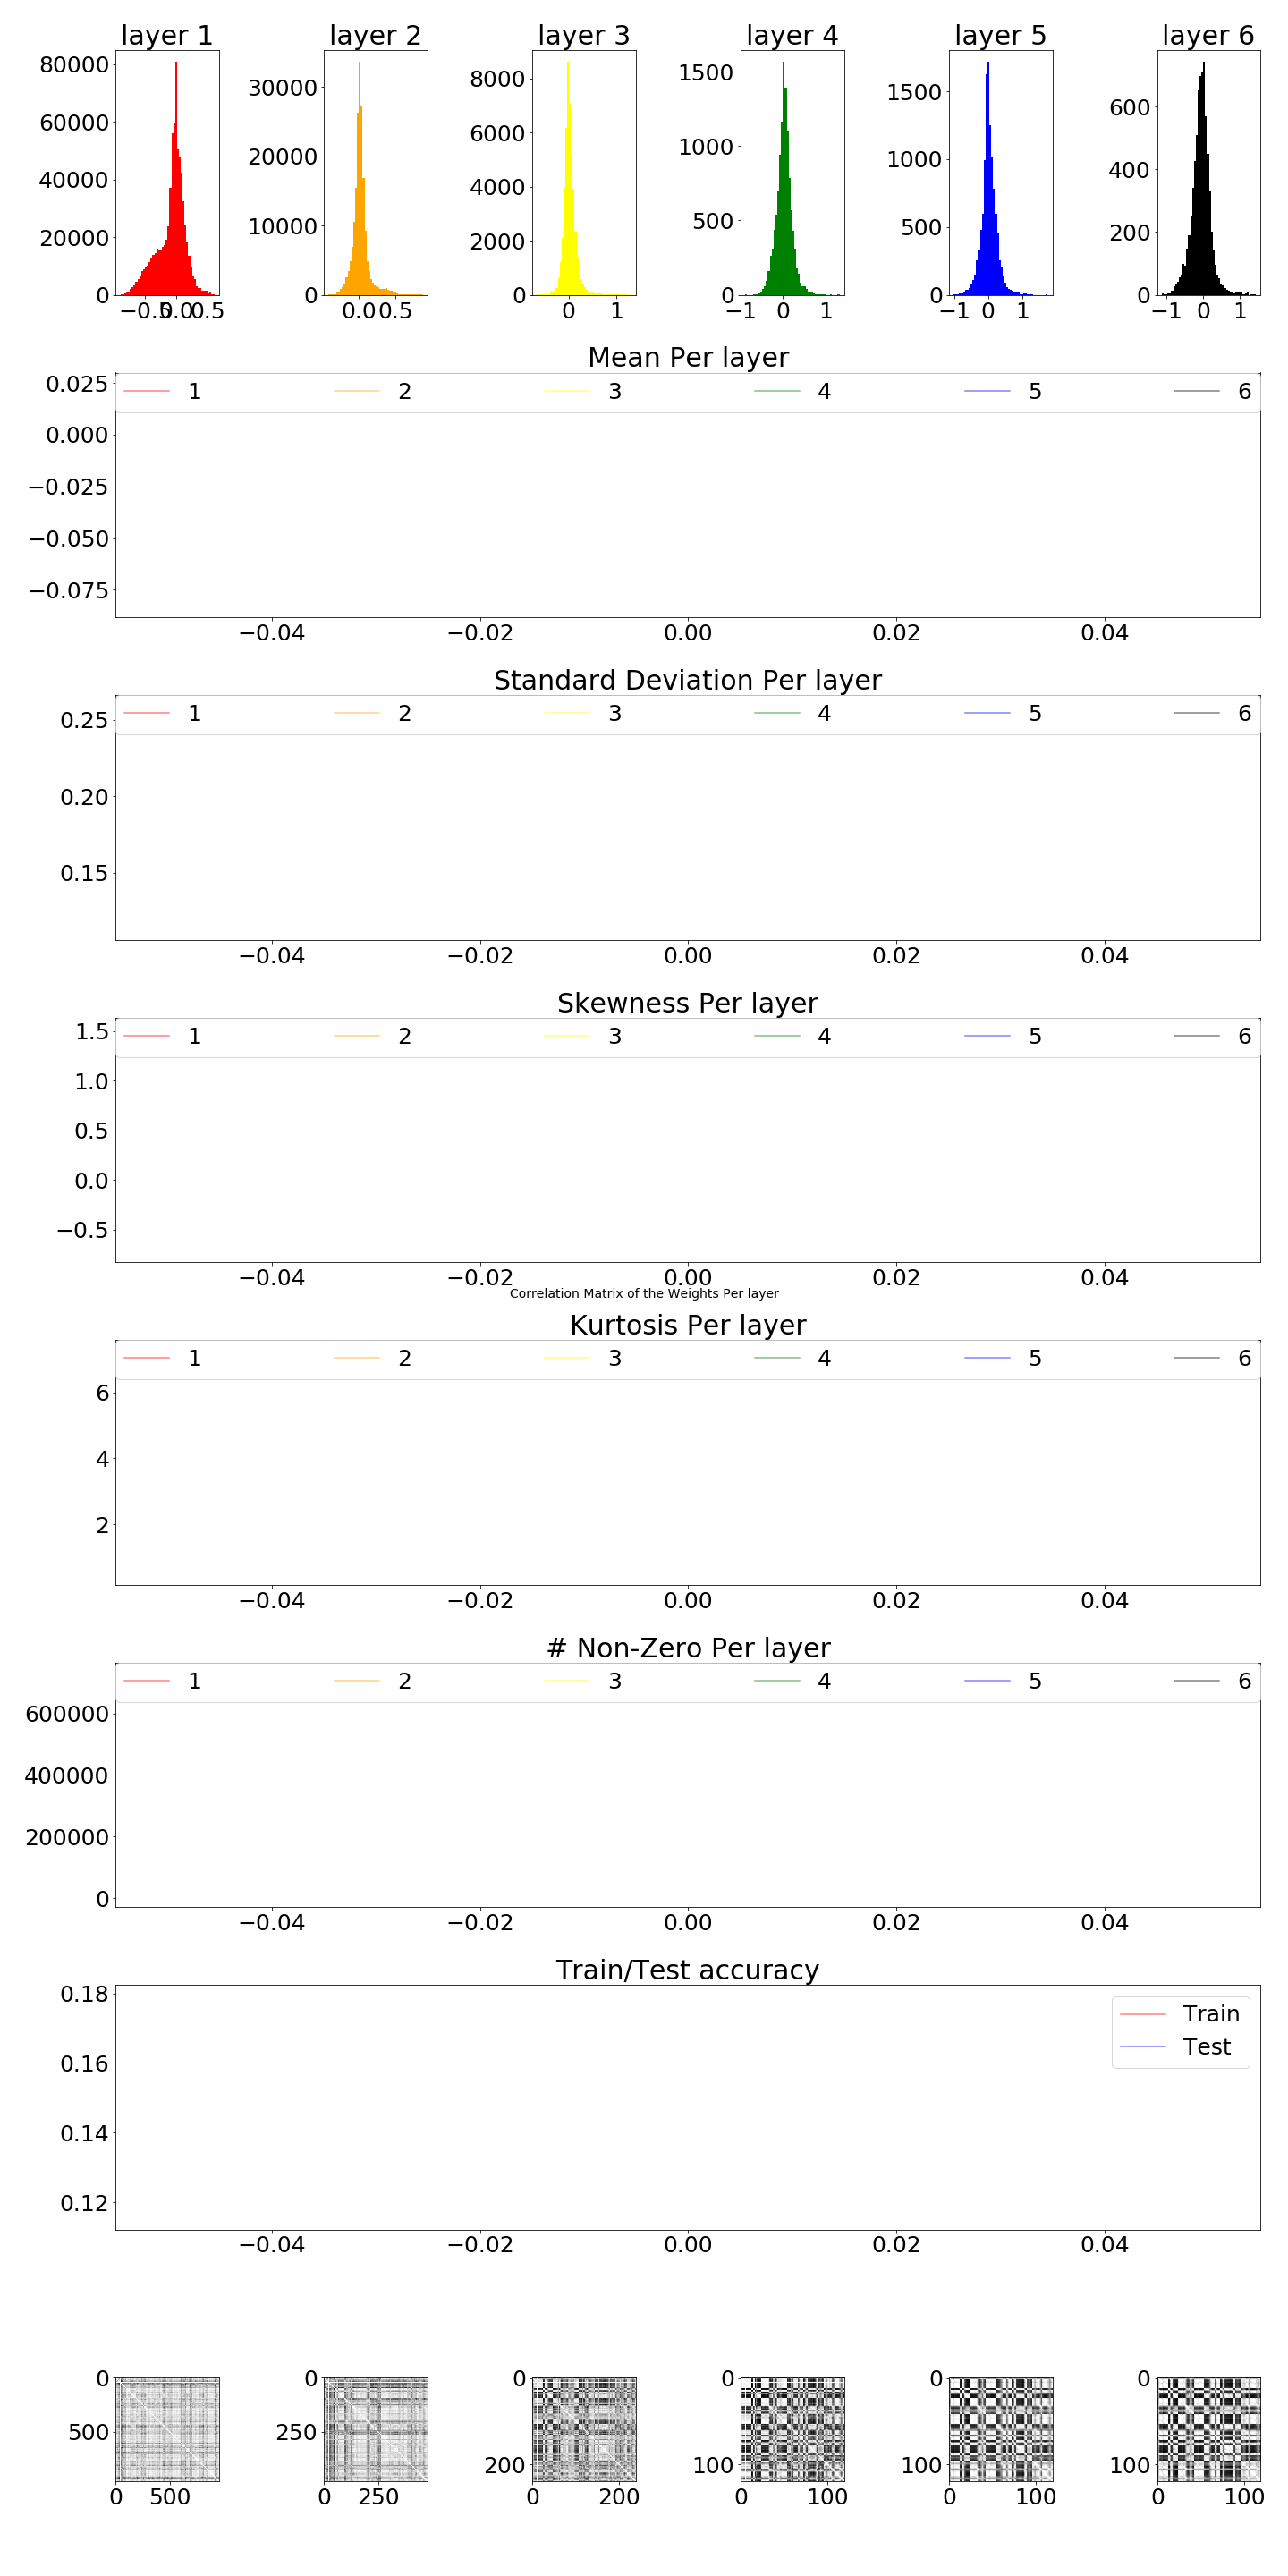 layer 1 layer 2 layer 3 layer 4 layer 5 layer 6
80000
60000
40000
20000
0
−0.5 0.0 0.5
30000
20000
10000
0
0.0 0.5
8000
6000
4000
2000
0
0 1
1500
1000
500
0
−1 0 1
1500
1000
500
0
−1 0 1
600
400
200
0
−1 0 1
Mean Per layer
1 2 3 4 5 6
0.025
0.000
−0.025
−0.050
−0.075
−0.04 −0.02 0.00 0.02 0.04
Standard Deviation Per layer
1 2 3 4 5 6
0.25
0.20
0.15
−0.04 −0.02 0.00 0.02 0.04
Skewness Per layer
1 2 3 4 5 6
1.5
1.0
0.5
0.0
−0.5
−0.04 −0.02 0.00 0.02 0.04
Correlation Matrix of the Weights Per layer
Kurtosis Per layer
1 2 3 4 5 6
6
4
2
−0.04 −0.02 0.00 0.02 0.04
# Non-Zero Per layer
1 2 3 4 5 6
600000
400000
200000
0
−0.04 −0.02 0.00 0.02 0.04
Train/Test accuracy
Train
Test
0.18
0.16
0.14
0.12
−0.04 −0.02 0.00 0.02 0.04
0
500
0 500
0
250
0 250
0
200
0 200
0
100
0 100
0
100
0 100
0
100
0 100